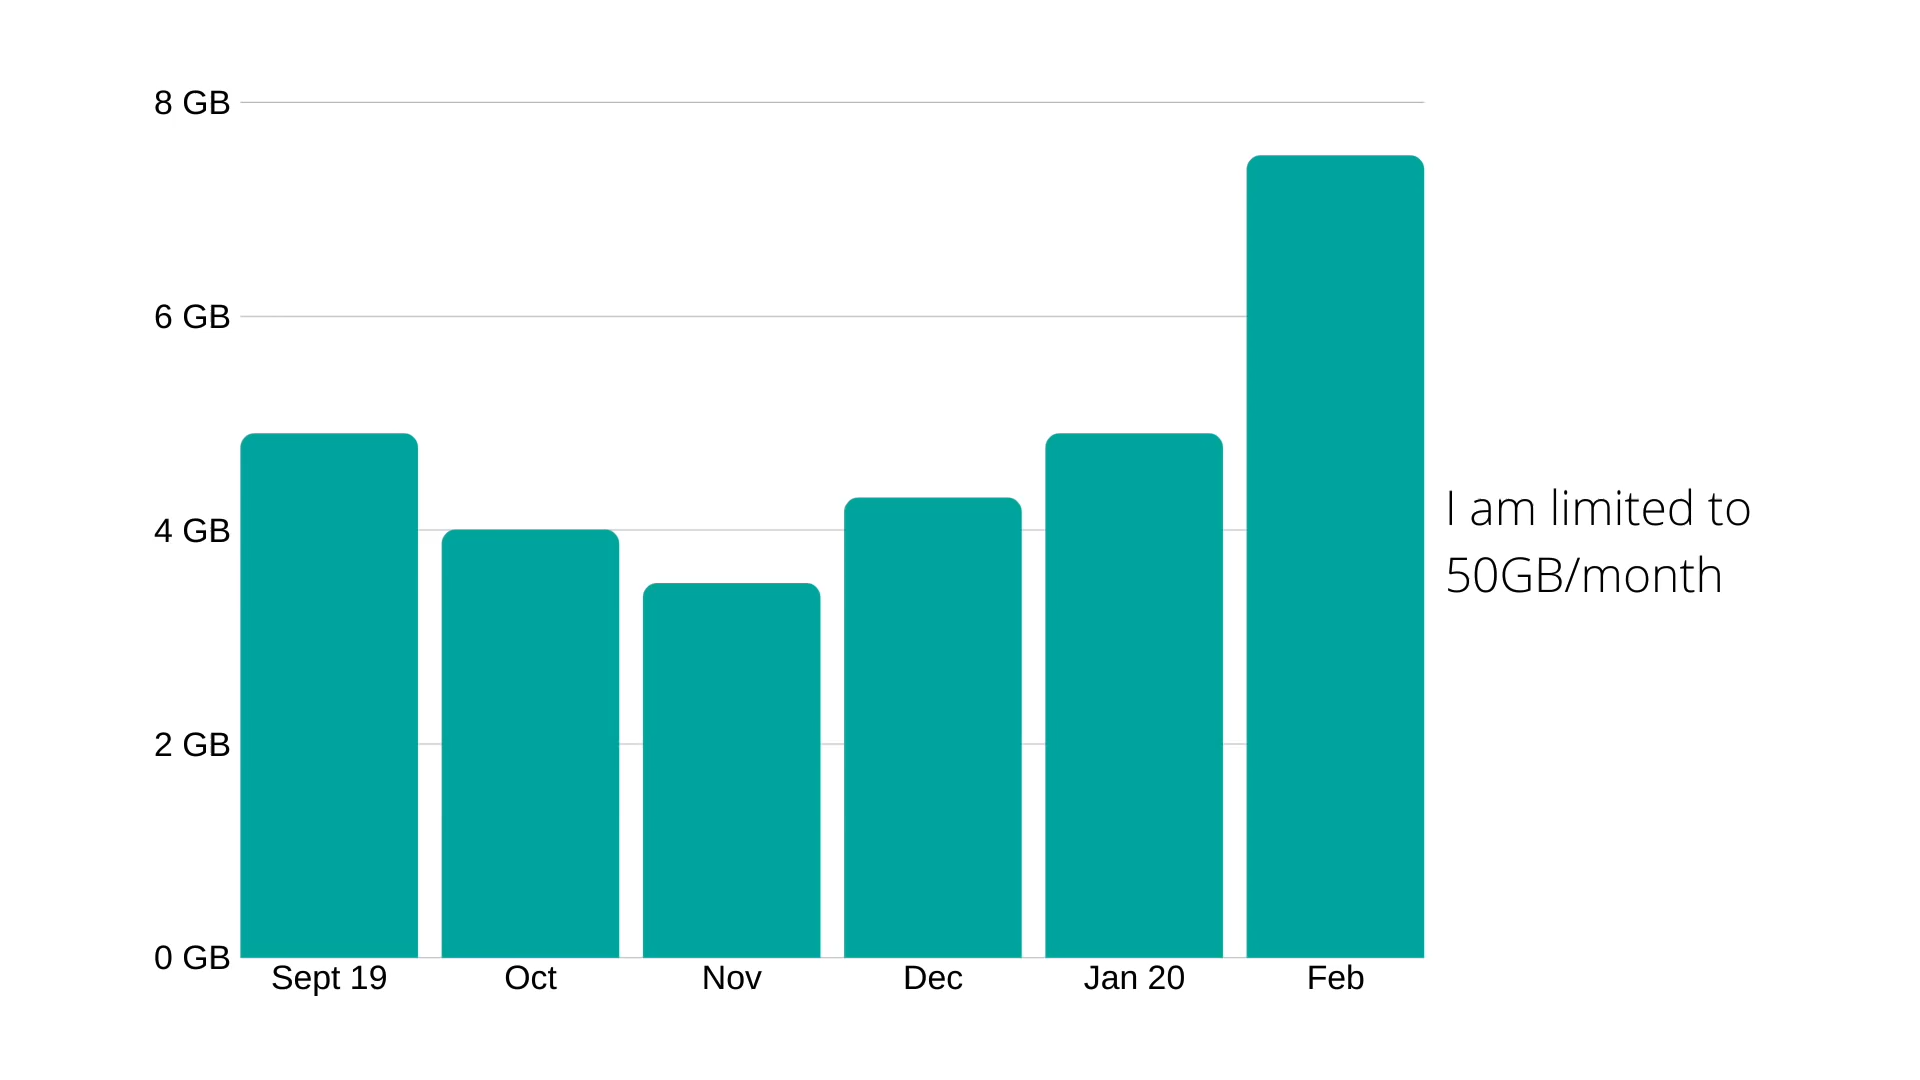 8 GB
6 GB
4 GB
2 GB
0 GB
Sept 19 Oct Nov Dec Jan 20 Feb
I am limited to
50GB/month